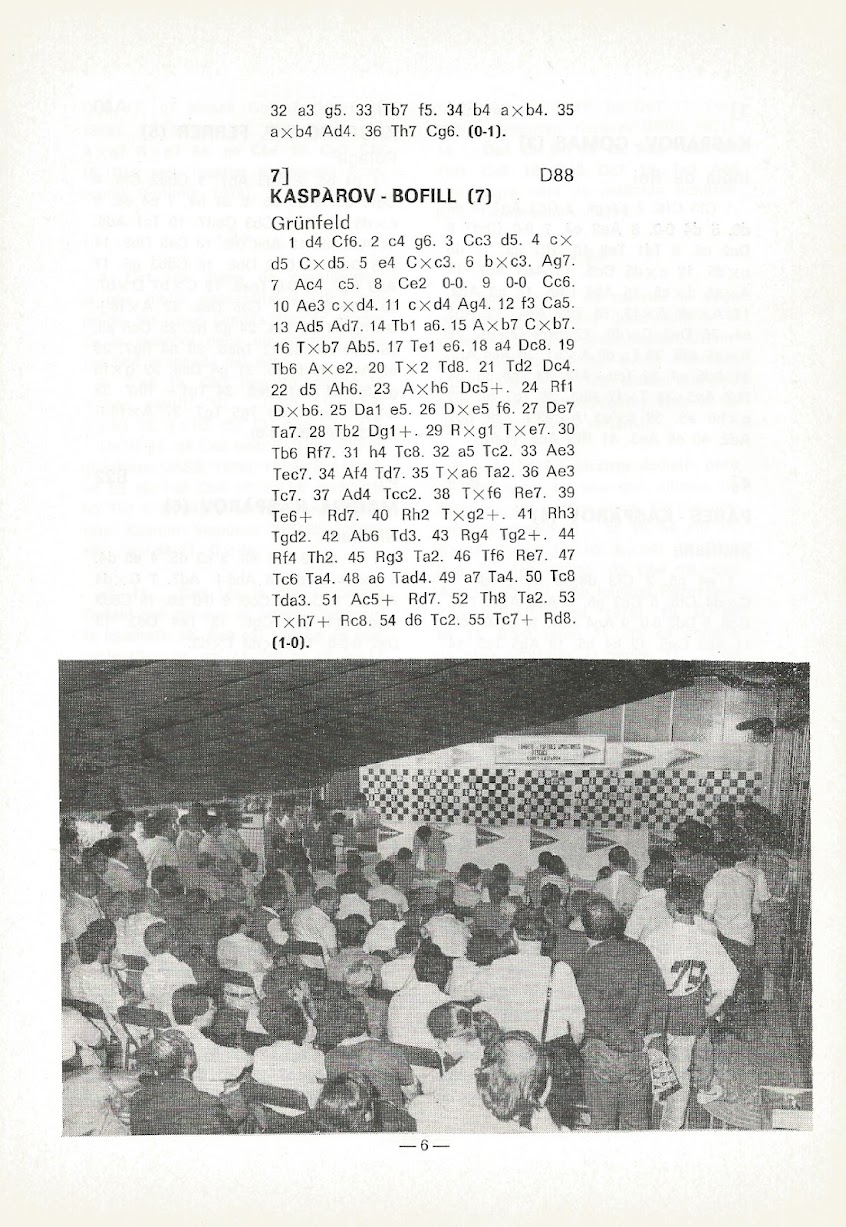 32 a3 g5. 33 Tb7 f5. 34 b4 a×b4. 35
a×b4 Ad4. 36 Th7 Cg6. (0-1).
7] D88
KASPÀROV - BOFILL (7)
Grünfeld
1 d4 Cf6. 2 c4 g6. 3 Cc3 d5. 4 c×
d5 C×d5. 5 e4 C×c3. 6 b×c3. Ag7.
7 Ac4 c5. 8 Ce2 0-0. 9 0-0 Cc6.
10 Ae3 c×d4. 11 c×d4 Ag4. 12 f3 Ca5.
13 Ad5 Ad7. 14 Tb1 a6. 15 A×b7 C×b7.
16 T×b7 Ab5. 17 Te1 e6. 18 a4 Dc8. 19
Tb6 A×e2. 20 T×2 Td8. 21 Td2 Dc4.
22 d5 Ah6. 23 A×h6 Dc5+. 24 Rf1
D×b6. 25 Da1 e5. 26 D×e5 f6. 27 De7
Ta7. 28 Tb2 Dg1+. 29 R×g1 T×e7. 30
Tb6 Rf7. 31 h4 Tc8. 32 a5 Tc2. 33 Ae3
Tec7. 34 Af4 Td7. 35 T×a6 Ta2. 36 Ae3
Tc7. 37 Ad4 Tcc2. 38 T×f6 Re7. 39
Te6+ Rd7. 40 Rh2 T×g2+. 41 Rh3
Tgd2. 42 Ab6 Td3. 43 Rg4 Tg2+. 44
Rf4 Th2. 45 Rg3 Ta2. 46 Tf6 Re7. 47
Tc6 Ta4. 48 a6 Tad4. 49 a7 Ta4. 50 Tc8
Tda3. 51 Ac5+ Rd7. 52 Th8 Ta2. 53
T×h7+ Rc8. 54 d6 Tc2. 55 Tc7+ Rd8.
(1-0).
79
— 6 —